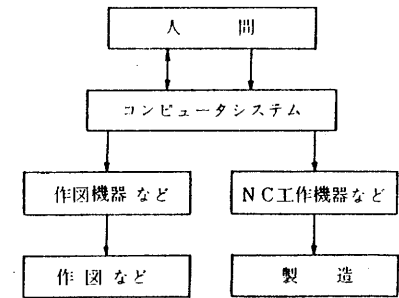 人 間
コンピュータシステム
作図機器 など
NC工作機器など
作 図 など
製 造